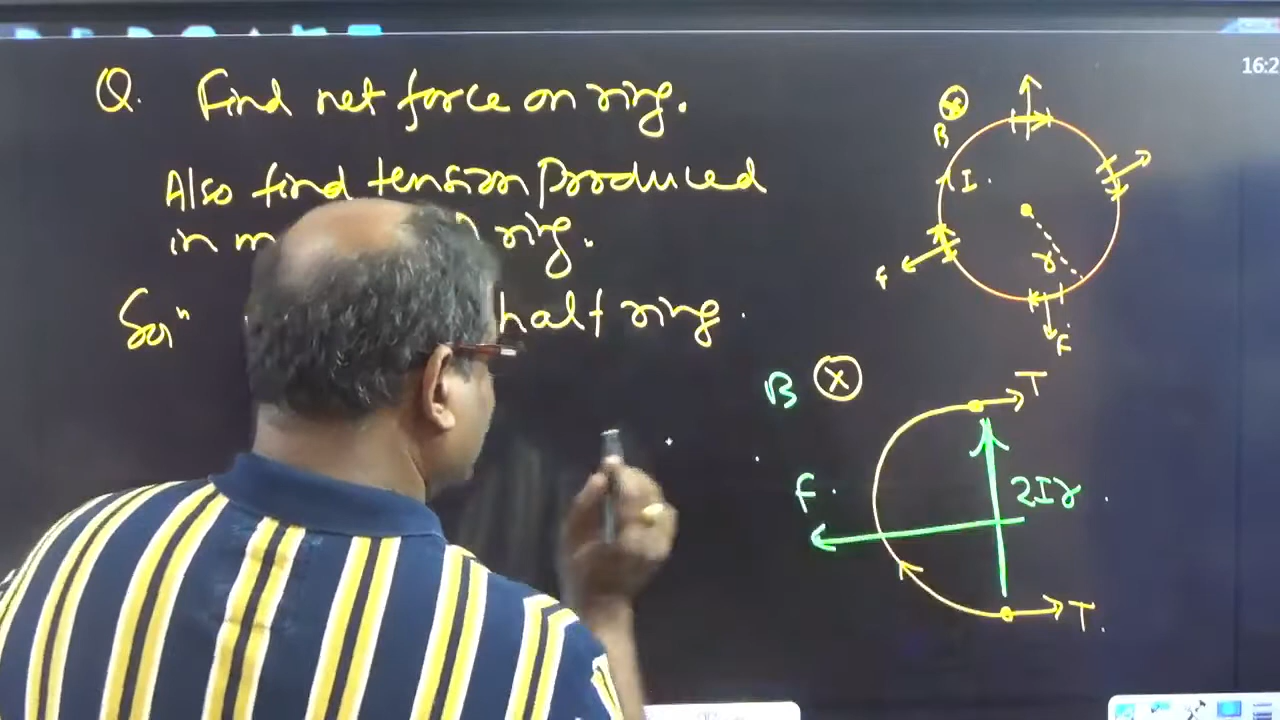 Q. Find net force on ring.
Also find tension produced
in ring.
Solⁿ half ring.
16:2
B
I.
r
F
F
B
T
F.
2Ir
T.